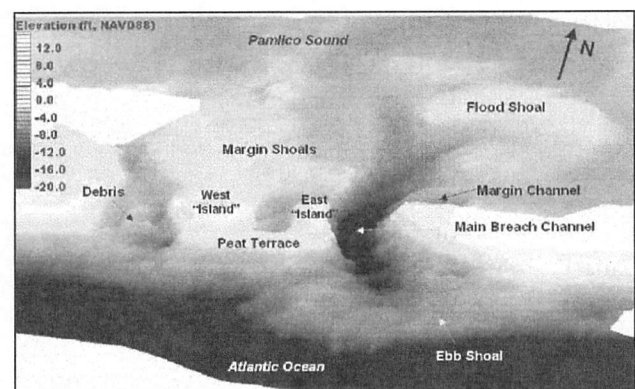 Elevation (ft, NAVD88)
12.0
8.0
4.0
0.0
-4.0
-8.0
-12.0
-16.0
-20.0
Pamlico Sound
N
Flood Shoal
Margin Shoals
Debris
West
"Island"
East
"Island"
Margin Channel
Main Breach Channel
Peat Terrace
Ebb Shoal
Atlantic Ocean